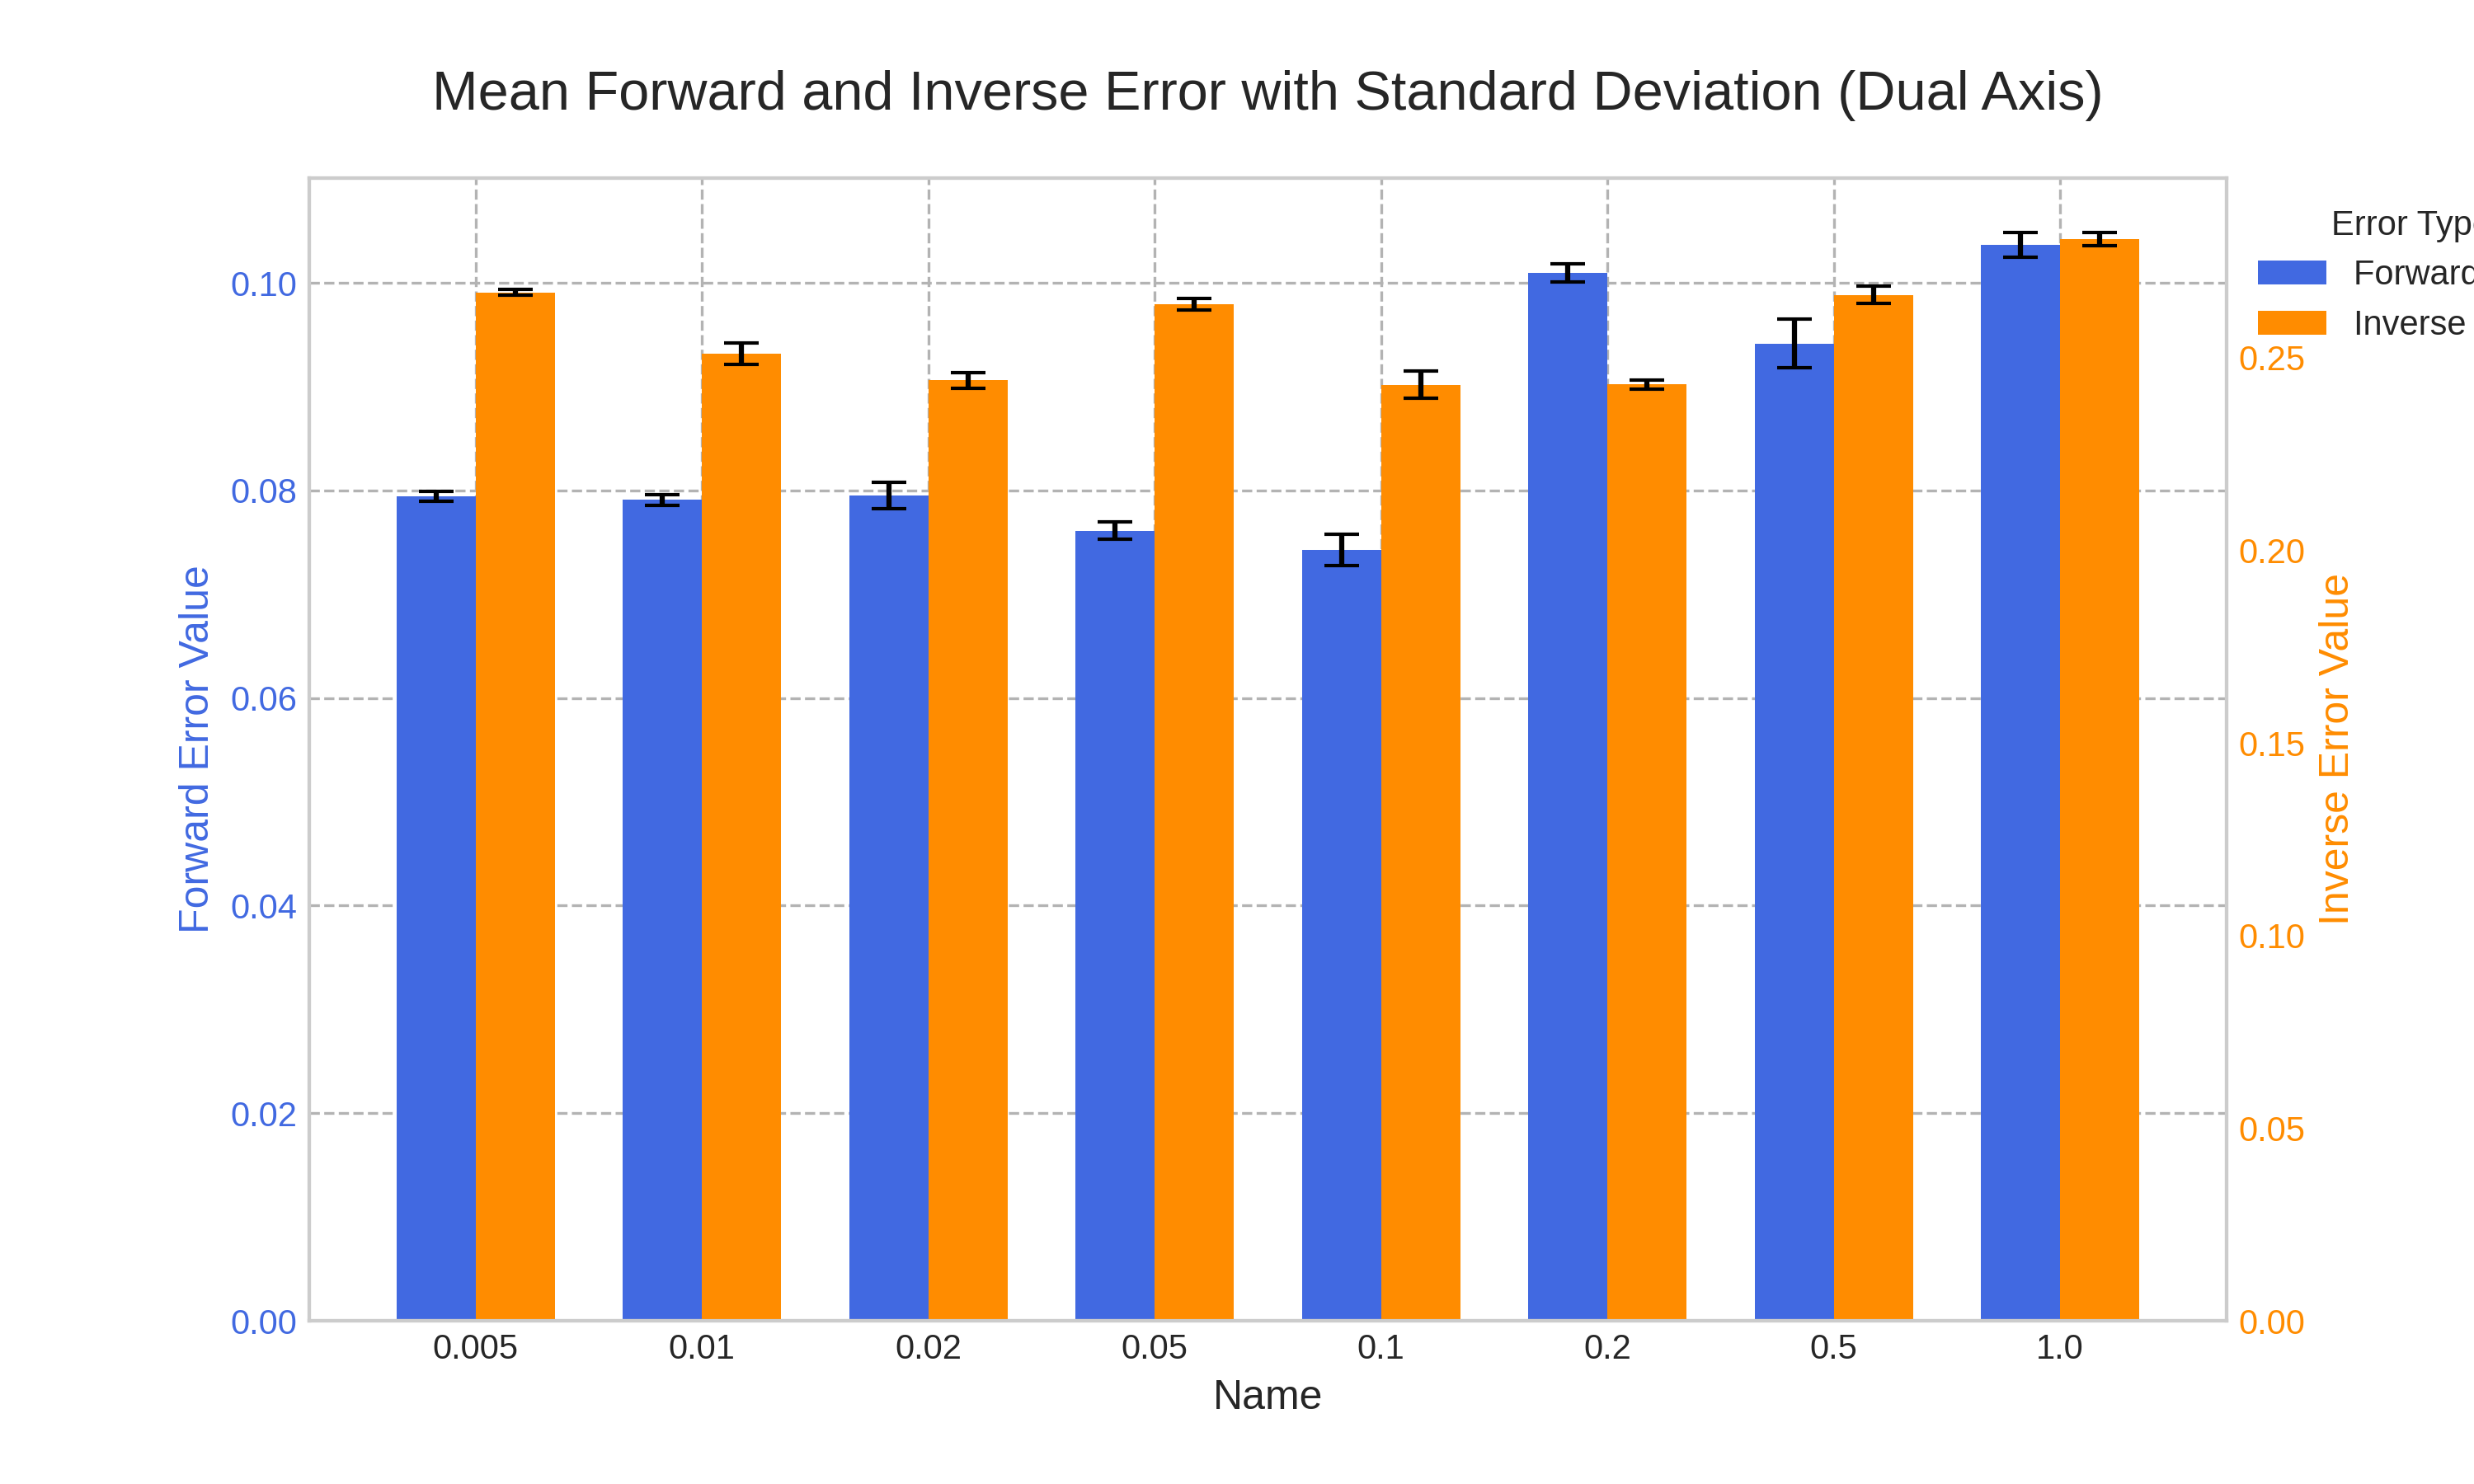 Mean Forward and Inverse Error with Standard Deviation (Dual Axis)
Error Typ
Forward
Inverse
0.10
0.08
0.06
0.04
0.02
0.00
Forward Error Value
0.25
0.20
0.15
0.10
0.05
0.00
Inverse Error Value
0.005 0.01 0.02 0.05 0.1 0.2 0.5 1.0
Name